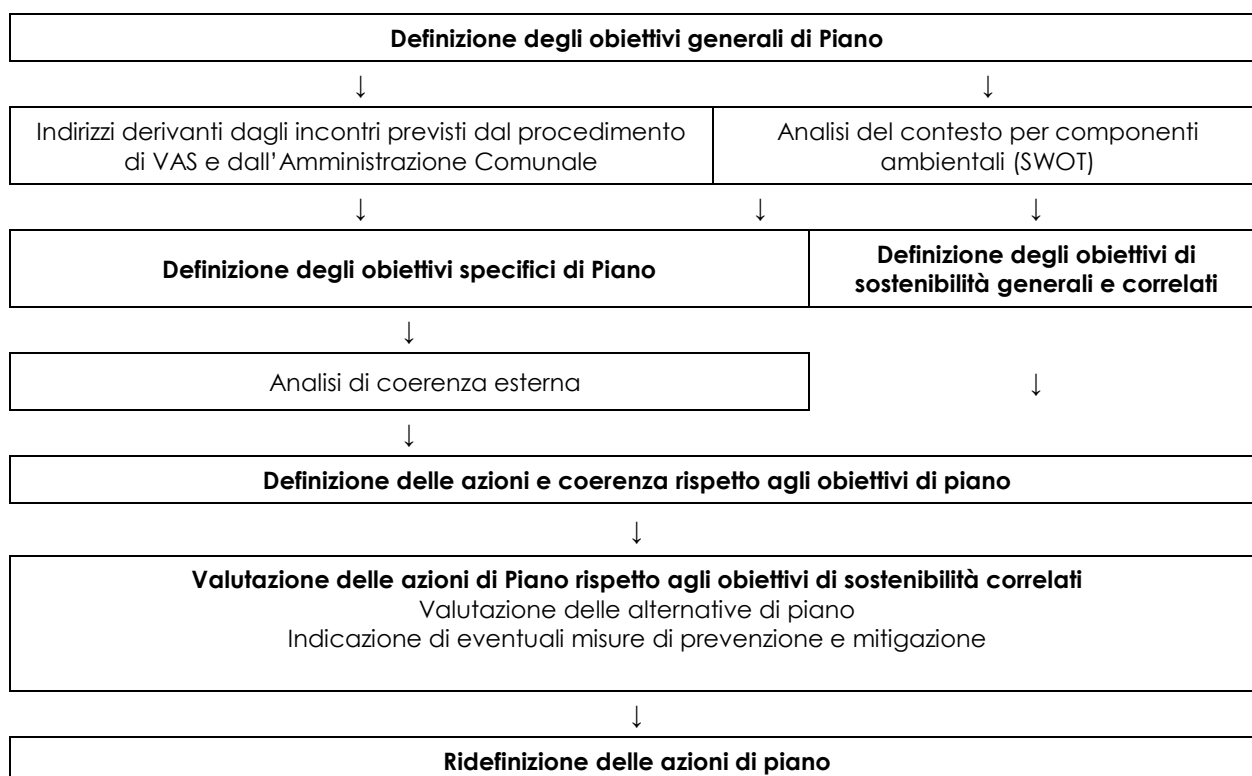 Definizione degli obiettivi generali di Piano
↓ ↓
Indirizzi derivanti dagli incontri previsti dal procedimento
di VAS e dall’Amministrazione Comunale
Analisi del contesto per componenti
ambientali (SWOT)
↓ ↓ ↓
Definizione degli obiettivi specifici di Piano
Definizione degli obiettivi di
sostenibilità generali e correlati
↓
Analisi di coerenza esterna
↓
↓
Definizione delle azioni e coerenza rispetto agli obiettivi di piano
↓
Valutazione delle azioni di Piano rispetto agli obiettivi di sostenibilità correlati
Valutazione delle alternative di piano
Indicazione di eventuali misure di prevenzione e mitigazione
↓
Ridefinizione delle azioni di piano